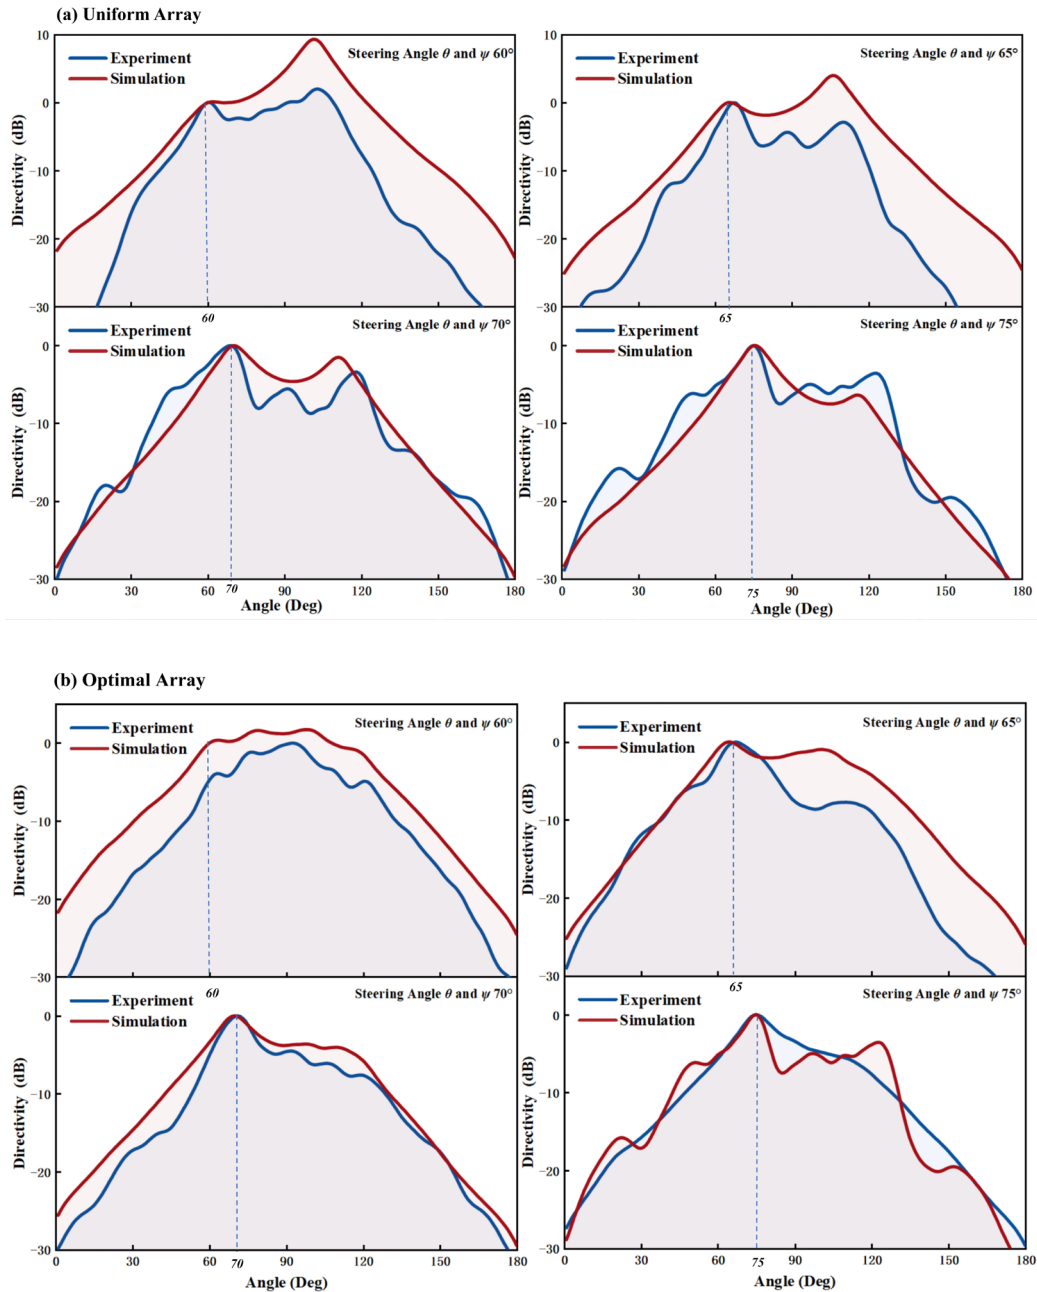 (a) Uniform Array
Steering Angle θ and ψ 60°
Experiment
Simulation
Directivity (dB)
10
0
−10
−20
−30
60
Steering Angle θ and ψ 65°
Experiment
Simulation
Directivity (dB)
10
0
−10
−20
−30
65
Steering Angle θ and ψ 70°
Experiment
Simulation
Directivity (dB)
0
−10
−20
−30
0 30 60 70 90 120 150 180
Angle (Deg)
Steering Angle θ and ψ 75°
Experiment
Simulation
Directivity (dB)
0
−10
−20
−30
0 30 60 75 90 120 150 180
Angle (Deg)
(b) Optimal Array
Steering Angle θ and ψ 60°
Experiment
Simulation
Directivity (dB)
0
−10
−20
−30
60
Steering Angle θ and ψ 65°
Experiment
Simulation
Directivity (dB)
0
−10
−20
−30
65
Steering Angle θ and ψ 70°
Experiment
Simulation
Directivity (dB)
0
−10
−20
−30
0 30 60 70 90 120 150 180
Angle (Deg)
Steering Angle θ and ψ 75°
Experiment
Simulation
Directivity (dB)
0
−10
−20
−30
0 30 60 75 90 120 150 180
Angle (Deg)